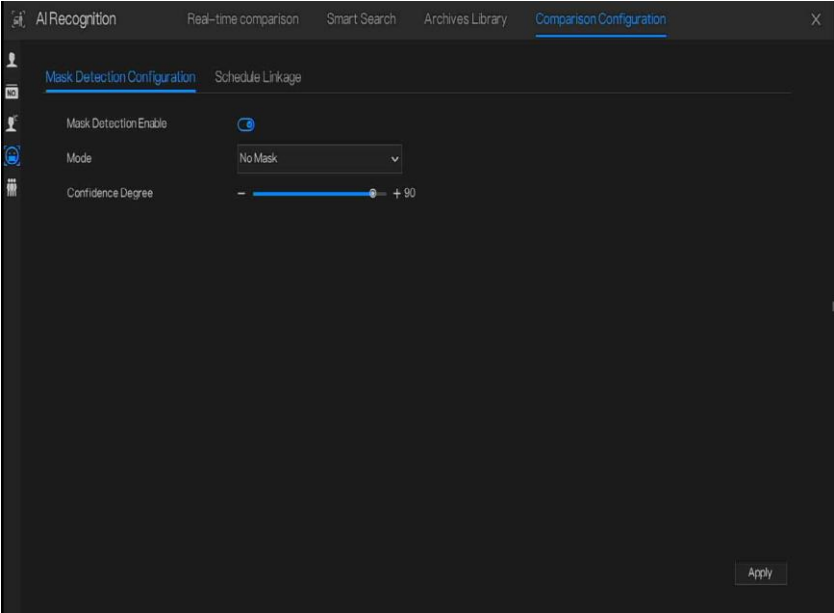 AI Recognition Real-time comparison Smart Search Archives Library Comparison Configuration X
Mask Detection Configuration Schedule Linkage
NO
Mask Detection Enable
Mode No Mask
Confidence Degree − + 90
Apply